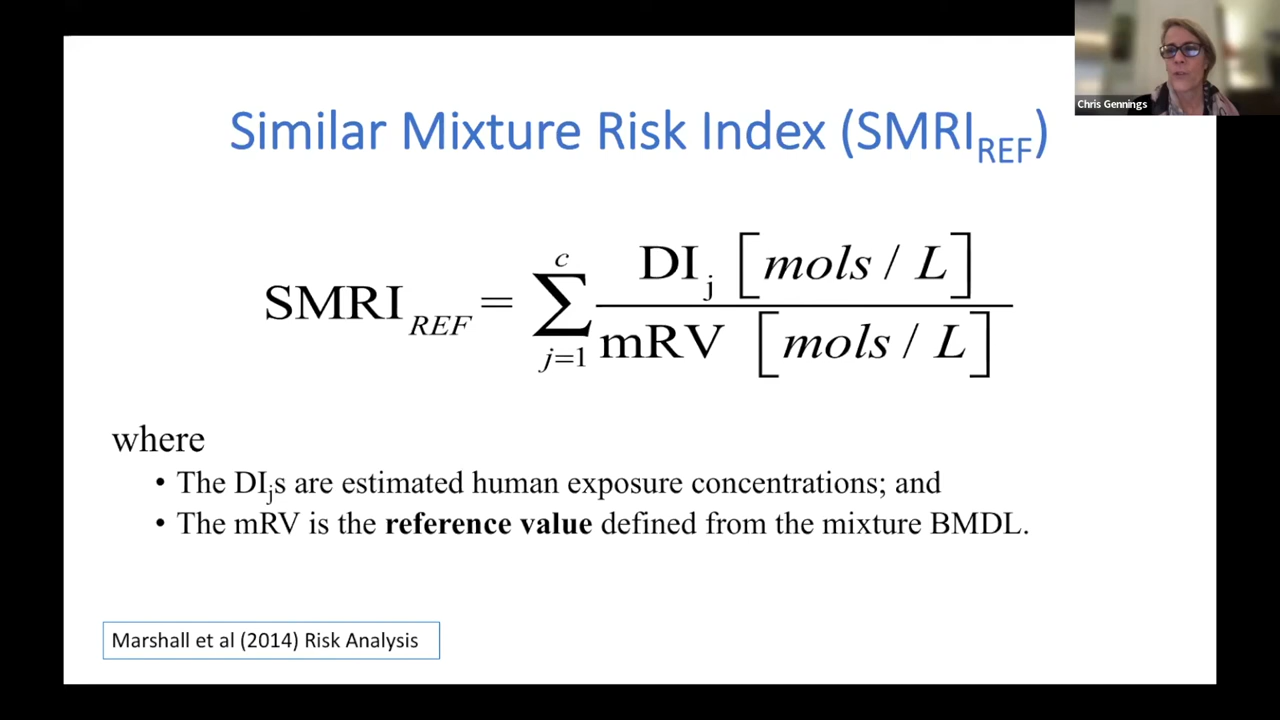 Chris Gennings
Similar Mixture Risk Index (SMRI_REF)
SMRI_REF = \sum_{j=1}^{c} \frac{DI_j [mols / L]}{mRV [mols / L]}
where
• The DI_js are estimated human exposure concentrations; and
• The mRV is the reference value defined from the mixture BMDL.
Marshall et al (2014) Risk Analysis